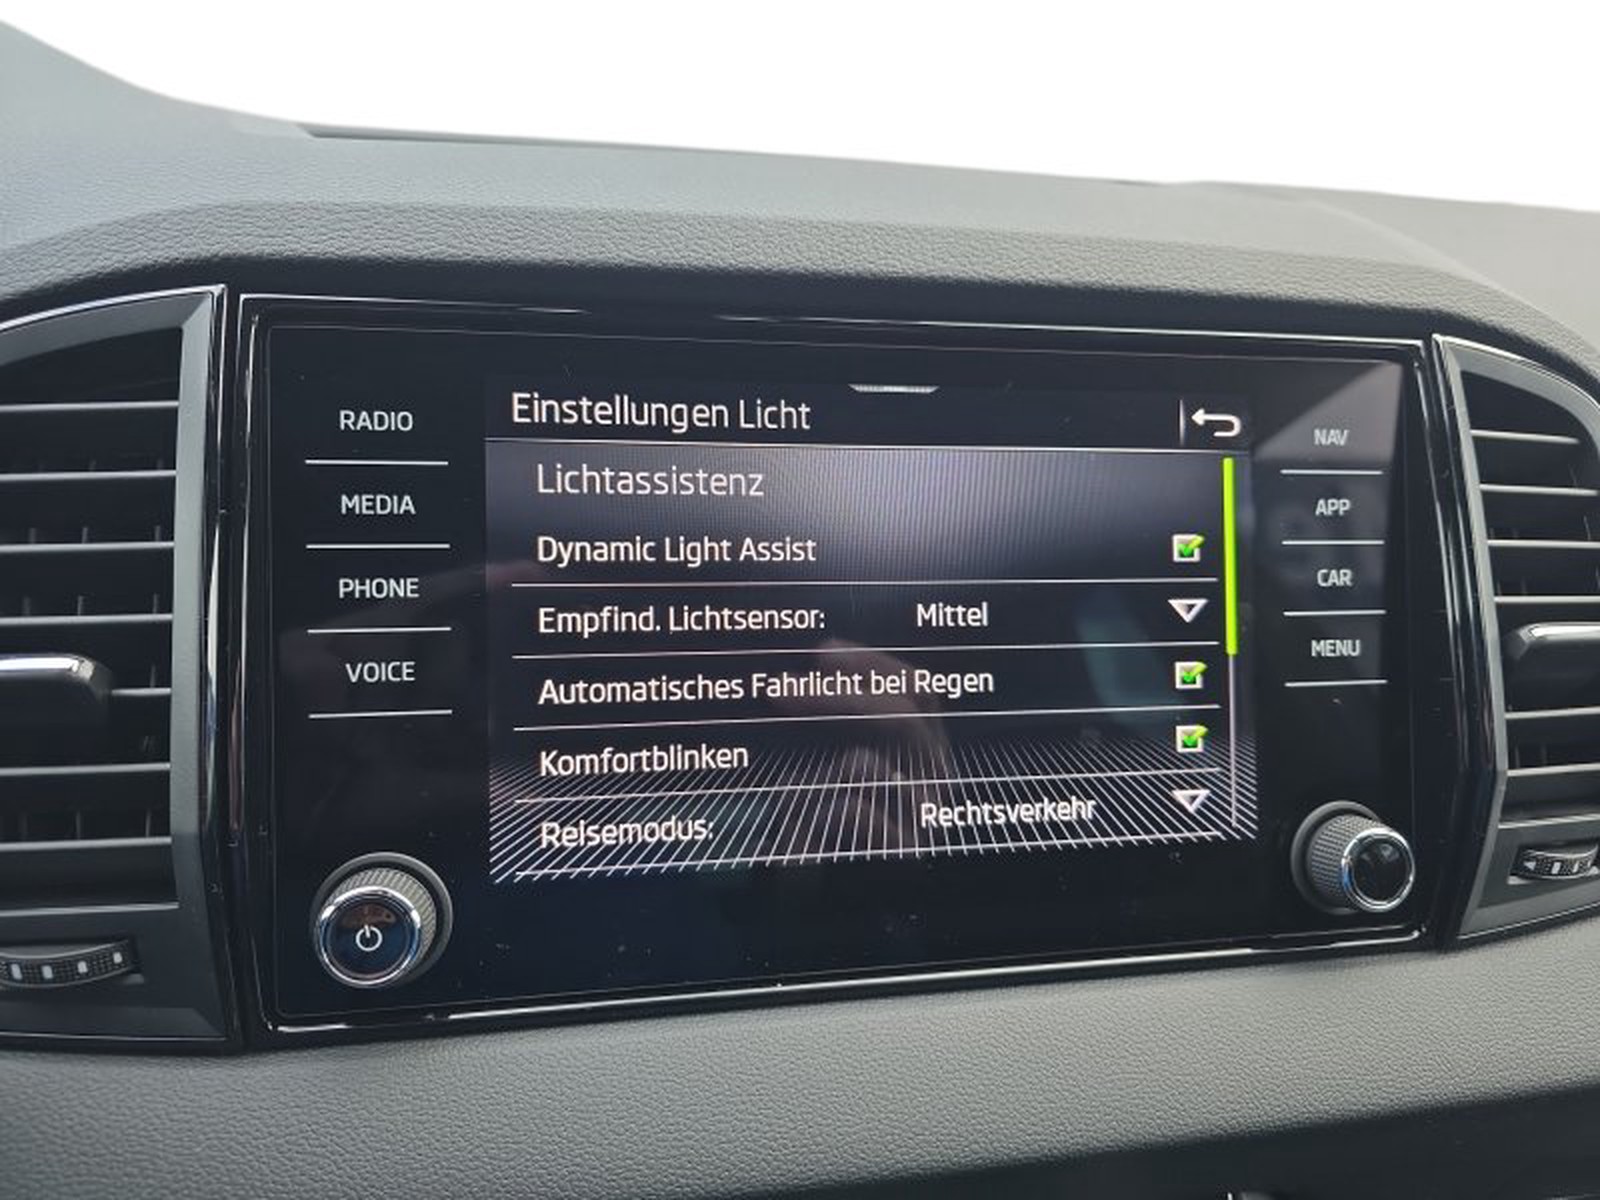 RADIO
MEDIA
PHONE
VOICE
Einstellungen Licht
Lichtassistenz
Dynamic Light Assist
Empfind. Lichtsensor: Mittel
Automatisches Fahrlicht bei Regen
Komfortblinken
Reisemodus: Rechtsverkehr
NAV
APP
CAR
MENU